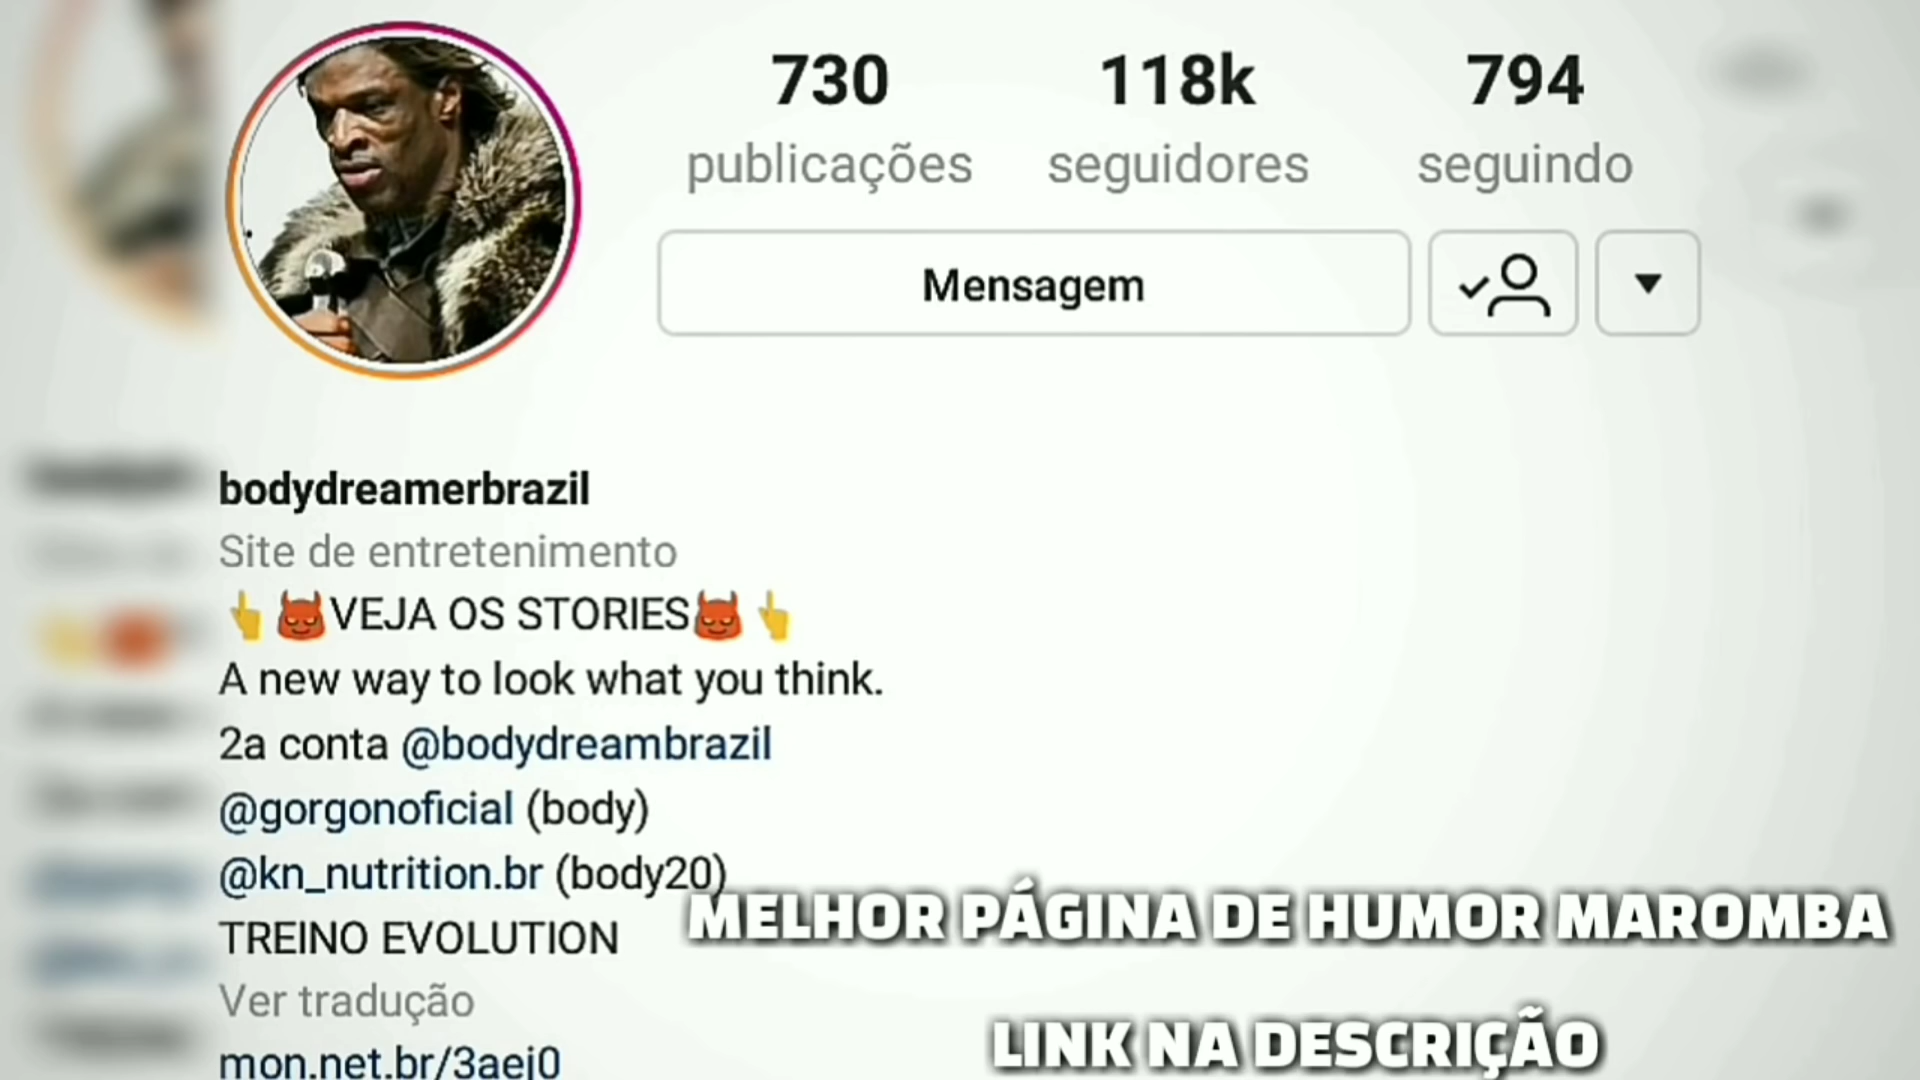 730 118k 794
publicações seguidores seguindo
Mensagem
bodydreamerbrazil
Site de entretenimento
👆👹VEJA OS STORIES👹👆
A new way to look what you think.
2a conta @bodydreambrazil
@gorgonoficial (body)
@kn_nutrition.br (body20)
TREINO EVOLUTION
Ver tradução
mon.net.br/3aej0
MELHOR PÁGINA DE HUMOR MAROMBA
LINK NA DESCRIÇÃO